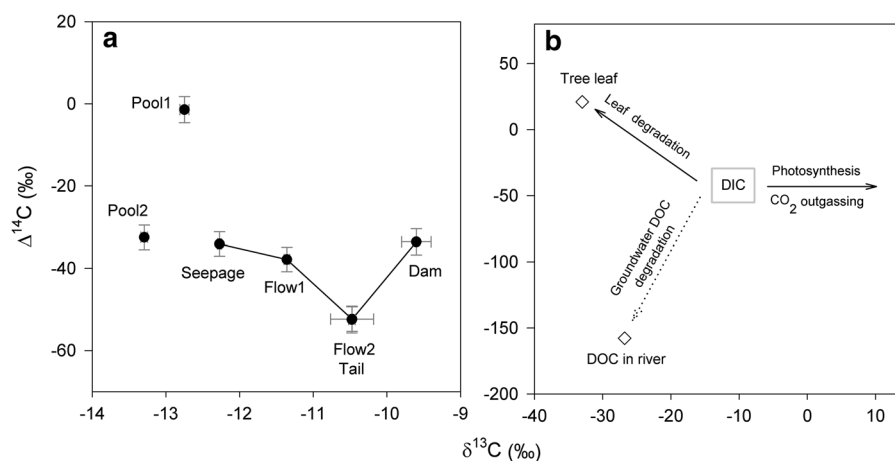 a
20
0
-20
-40
-60
Δ¹⁴C (‰)
Pool1
Pool2
Seepage
Flow1
Flow2
Tail
Dam
-14
-13
-12
-11
-10
-9
b
50
0
-50
-100
-150
-200
Tree leaf
Leaf degradation
DIC
Photosynthesis
CO₂ outgassing
Groundwater DOC
degradation
DOC in river
-40
-30
-20
-10
0
10
δ¹³C (‰)